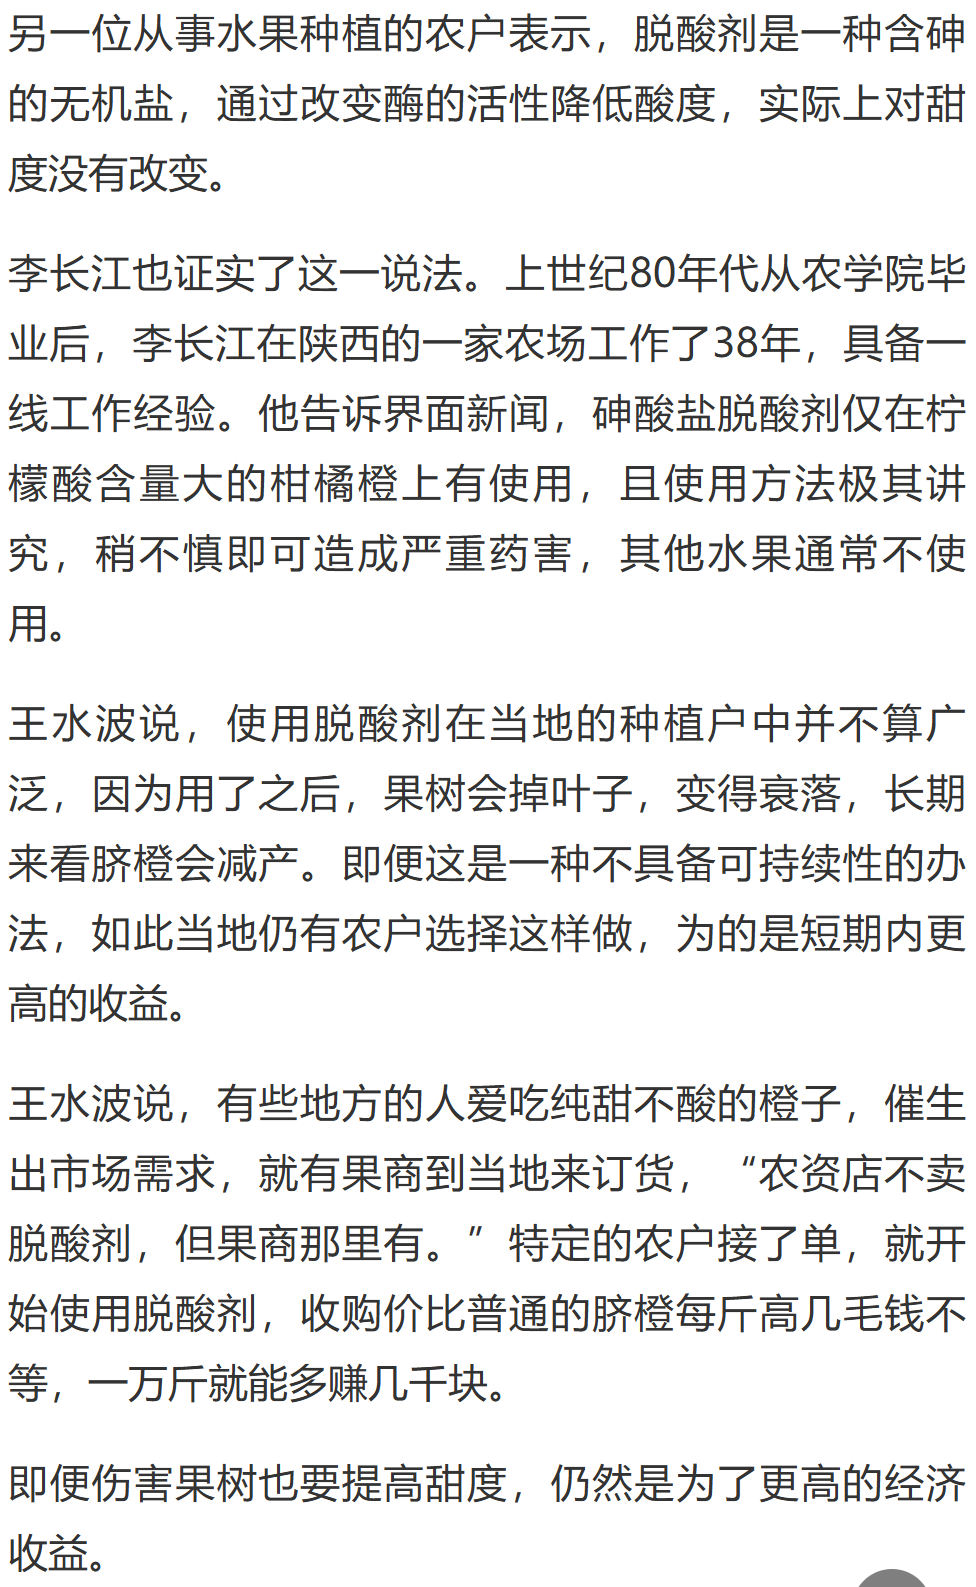 另一位从事水果种植的农户表示，脱酸剂是一种含砷
的无机盐，通过改变酶的活性降低酸度，实际上对甜
度没有改变。
李长江也证实了这一说法。上世纪80年代从农学院毕
业后，李长江在陕西的一家农场工作了38年，具备一
线工作经验。他告诉界面新闻，砷酸盐脱酸剂仅在柠
檬酸含量大的柑橘橙上有使用，且使用方法极其讲
究，稍不慎即可造成严重药害，其他水果通常不使
用。
王水波说，使用脱酸剂在当地的种植户中并不算广
泛，因为用了之后，果树会掉叶子，变得衰落，长期
来看脐橙会减产。即便这是一种不具备可持续性的办
法，如此当地仍有农户选择这样做，为的是短期内更
高的收益。
王水波说，有些地方的人爱吃纯甜不酸的橙子，催生
出市场需求，就有果商到当地来订货，“农资店不卖
脱酸剂，但果商那里有。”特定的农户接了单，就开
始使用脱酸剂，收购价比普通的脐橙每斤高几毛钱不
等，一万斤就能多赚几千块。
即便伤害果树也要提高甜度，仍然是为了更高的经济
收益。